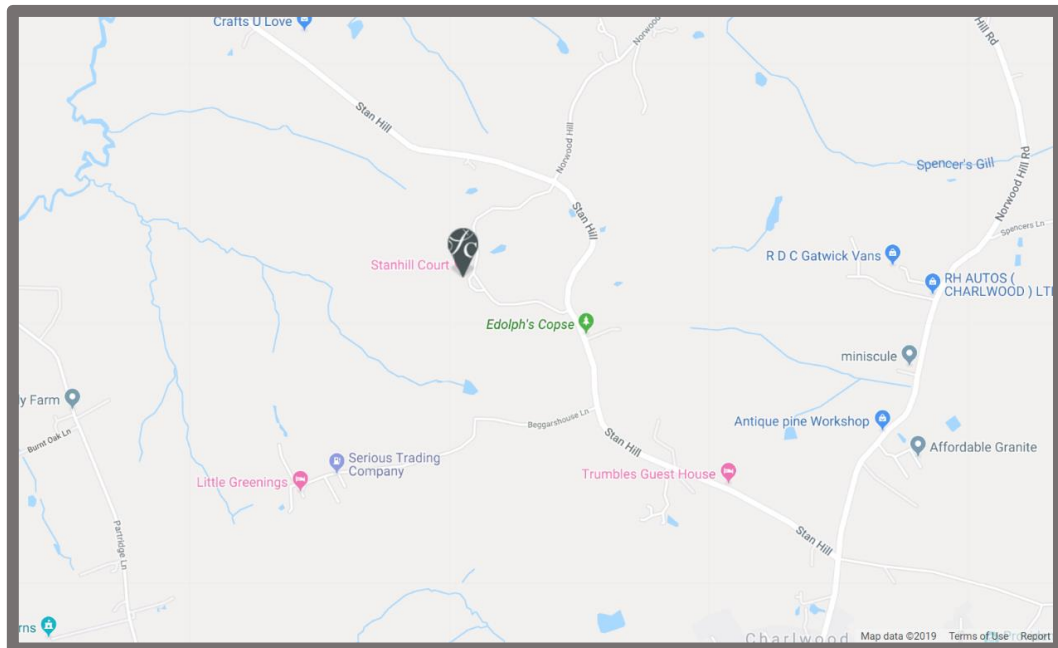 Crafts U Love
Norwood
Hill Rd
Stan Hill
Norwood Hill
Spencer's Gill
Norwood Hill Rd
Stan Hill
Spencers Ln
sc
Stanhill Court
R D C Gatwick Vans
RH AUTOS (
CHARLWOOD ) LT
Edolph's Copse
miniscule
y Farm
Beggarshouse Ln
Antique pine Workshop
Burnt Oak Ln
Stan Hill
Affordable Granite
Serious Trading
Company
Little Greenings
Trumbles Guest House
Partridge Ln
Stan Hill
rns
Charlwood
Map data ©2019
Terms of Use
Report